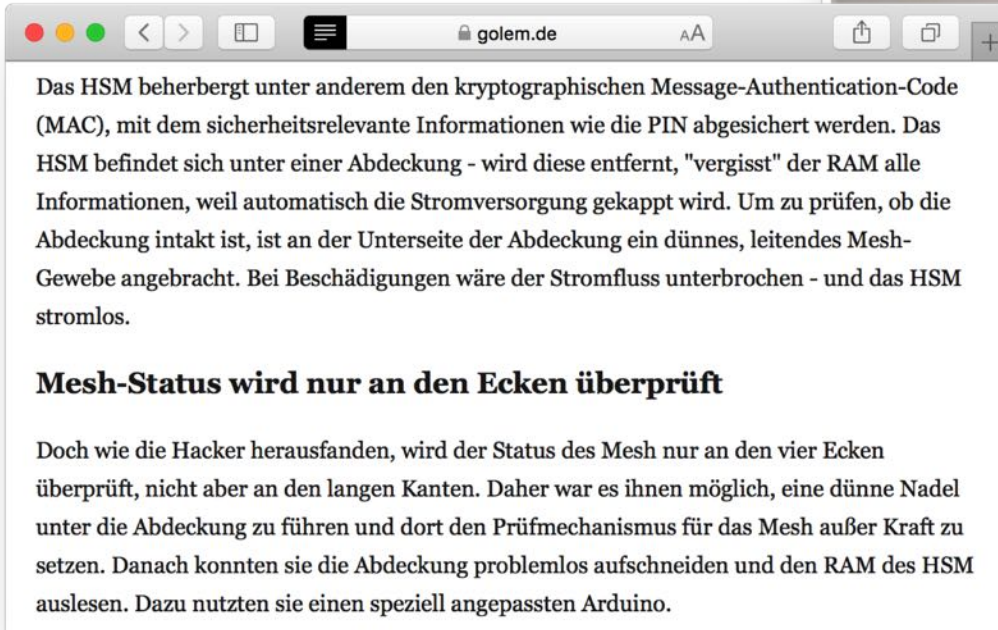 golem.de
AA
Das HSM beherbergt unter anderem den kryptographischen Message-Authentication-Code
(MAC), mit dem sicherheitsrelevante Informationen wie die PIN abgesichert werden. Das
HSM befindet sich unter einer Abdeckung - wird diese entfernt, "vergisst" der RAM alle
Informationen, weil automatisch die Stromversorgung gekappt wird. Um zu prüfen, ob die
Abdeckung intakt ist, ist an der Unterseite der Abdeckung ein dünnes, leitendes Mesh-
Gewebe angebracht. Bei Beschädigungen wäre der Stromfluss unterbrochen - und das HSM
stromlos.
Mesh-Status wird nur an den Ecken überprüft
Doch wie die Hacker herausfanden, wird der Status des Mesh nur an den vier Ecken
überprüft, nicht aber an den langen Kanten. Daher war es ihnen möglich, eine dünne Nadel
unter die Abdeckung zu führen und dort den Prüfmechanismus für das Mesh außer Kraft zu
setzen. Danach konnten sie die Abdeckung problemlos aufschneiden und den RAM des HSM
auslesen. Dazu nutzten sie einen speziell angepassten Arduino.